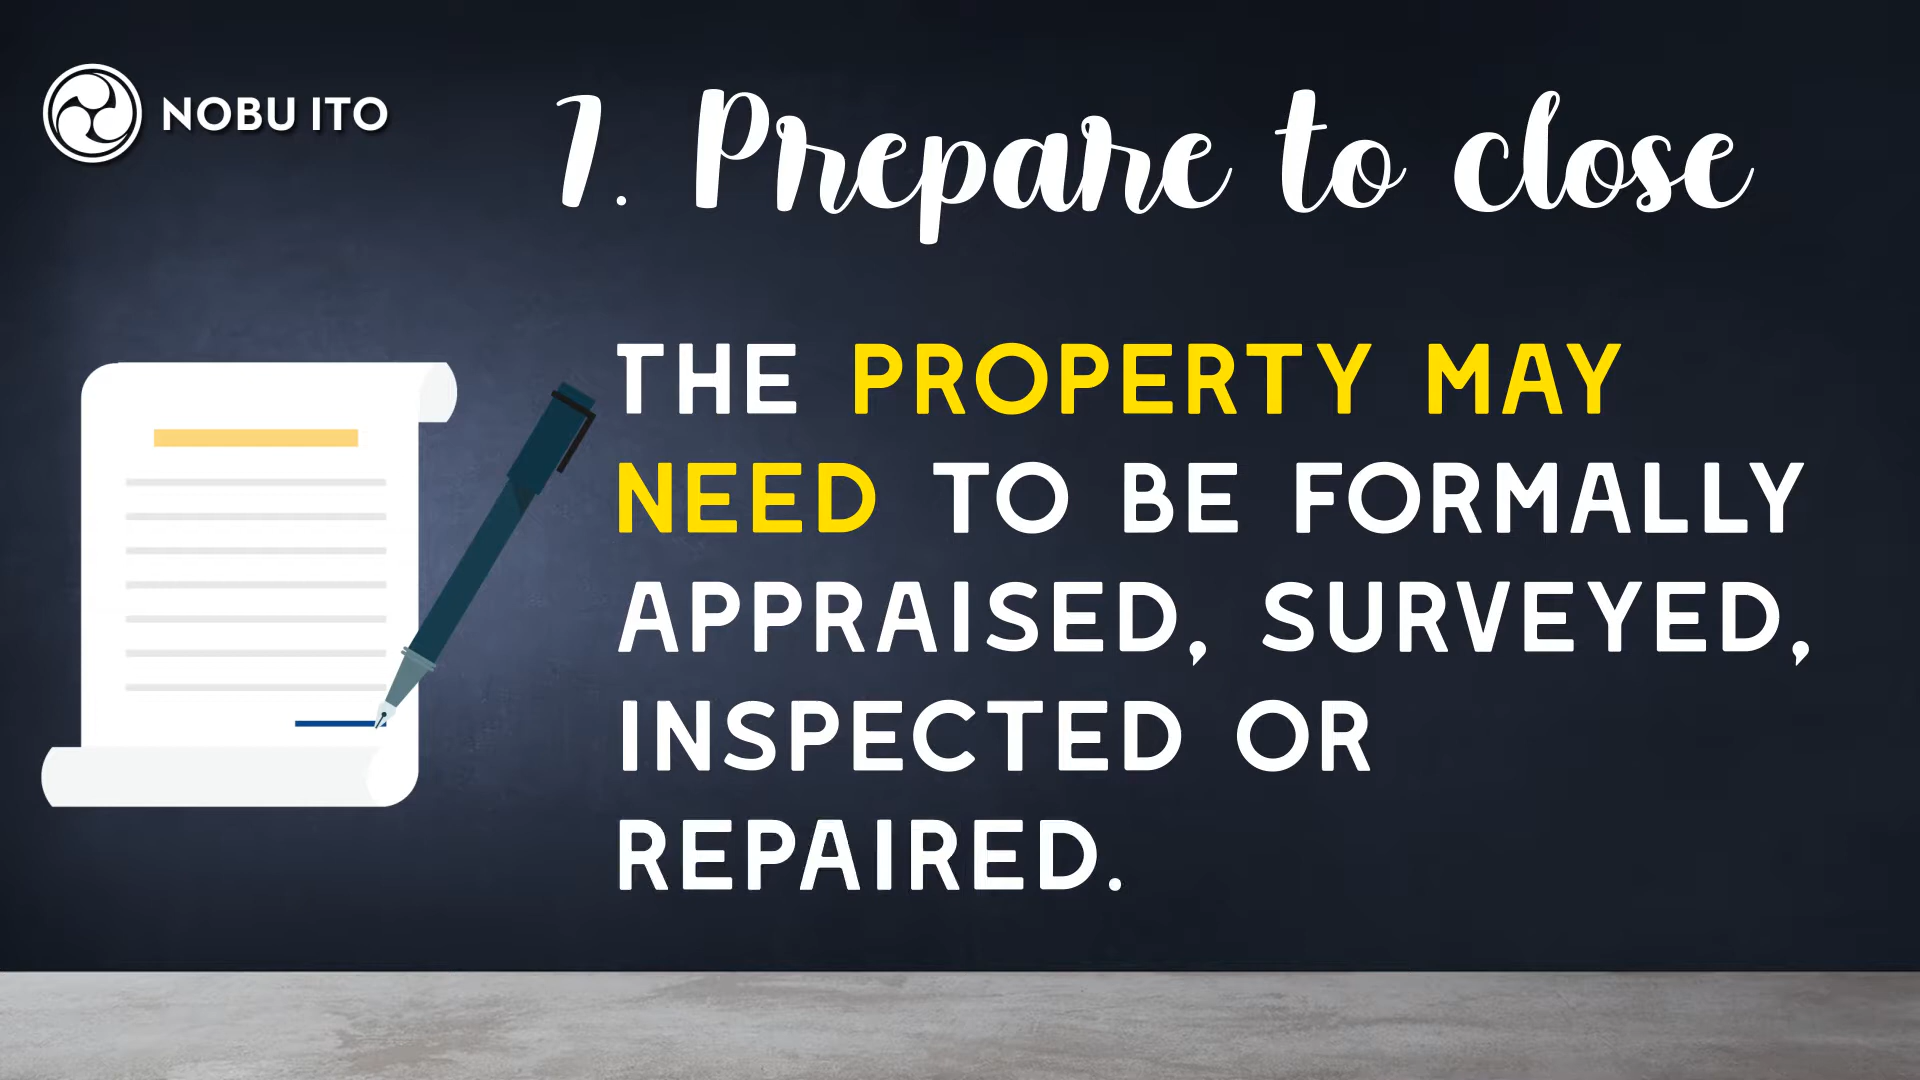 NOBU ITO
7. Prepare to close
THE PROPERTY MAY
NEED TO BE FORMALLY
APPRAISED, SURVEYED,
INSPECTED OR
REPAIRED.